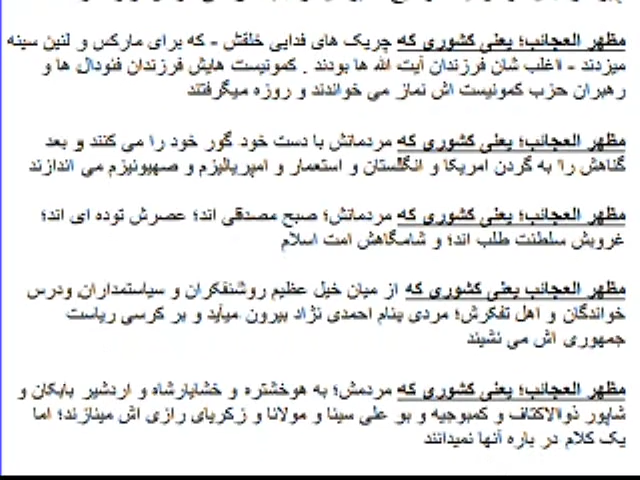 مظهر العجائب؛ یعنی کشوری که چریک های فدایی خلقش - که برای مارکس و لنین سینه
میزدند - اغلب شان فرزندان آیت الله ها بودند . کمونیست هایش فرزندان فئودال ها و
رهبران حزب کمونیست اش نماز می خواندند و روزه میگرفتند
مظهر العجائب؛ یعنی کشوری که مردمانش با دست خود گور خود را می کنند و بعد
گناهش را به گردن امریکا و انگلستان و استعمار و امپریالیزم و صهیونیزم می اندازند
مظهر العجائب؛ یعنی کشوری که مردمانش؛ صبح مصدقی اند؛ عصرش توده ای اند؛
غروبش سلطنت طلب اند؛ و شامگاهش امت اسلام
مظهر العجائب یعنی کشوری که از میان خیل عظیم روشنفکران و سیاستمداران ودرس
خواندگان و اهل تفکرش؛ مردی بنام احمدی نژاد بیرون میآید و بر کرسی ریاست
جمهوری اش می نشیند
مظهر العجائب؛ یعنی کشوری که مردمش؛ به هوخشتره و خشایارشاه و اردشیر بابکان و
شاپور ذوالاکتاف و کمبوجیه و بو علی سینا و مولانا و زکریای رازی اش مینازند؛ اما
یک کلام در باره آنها نمیدانند